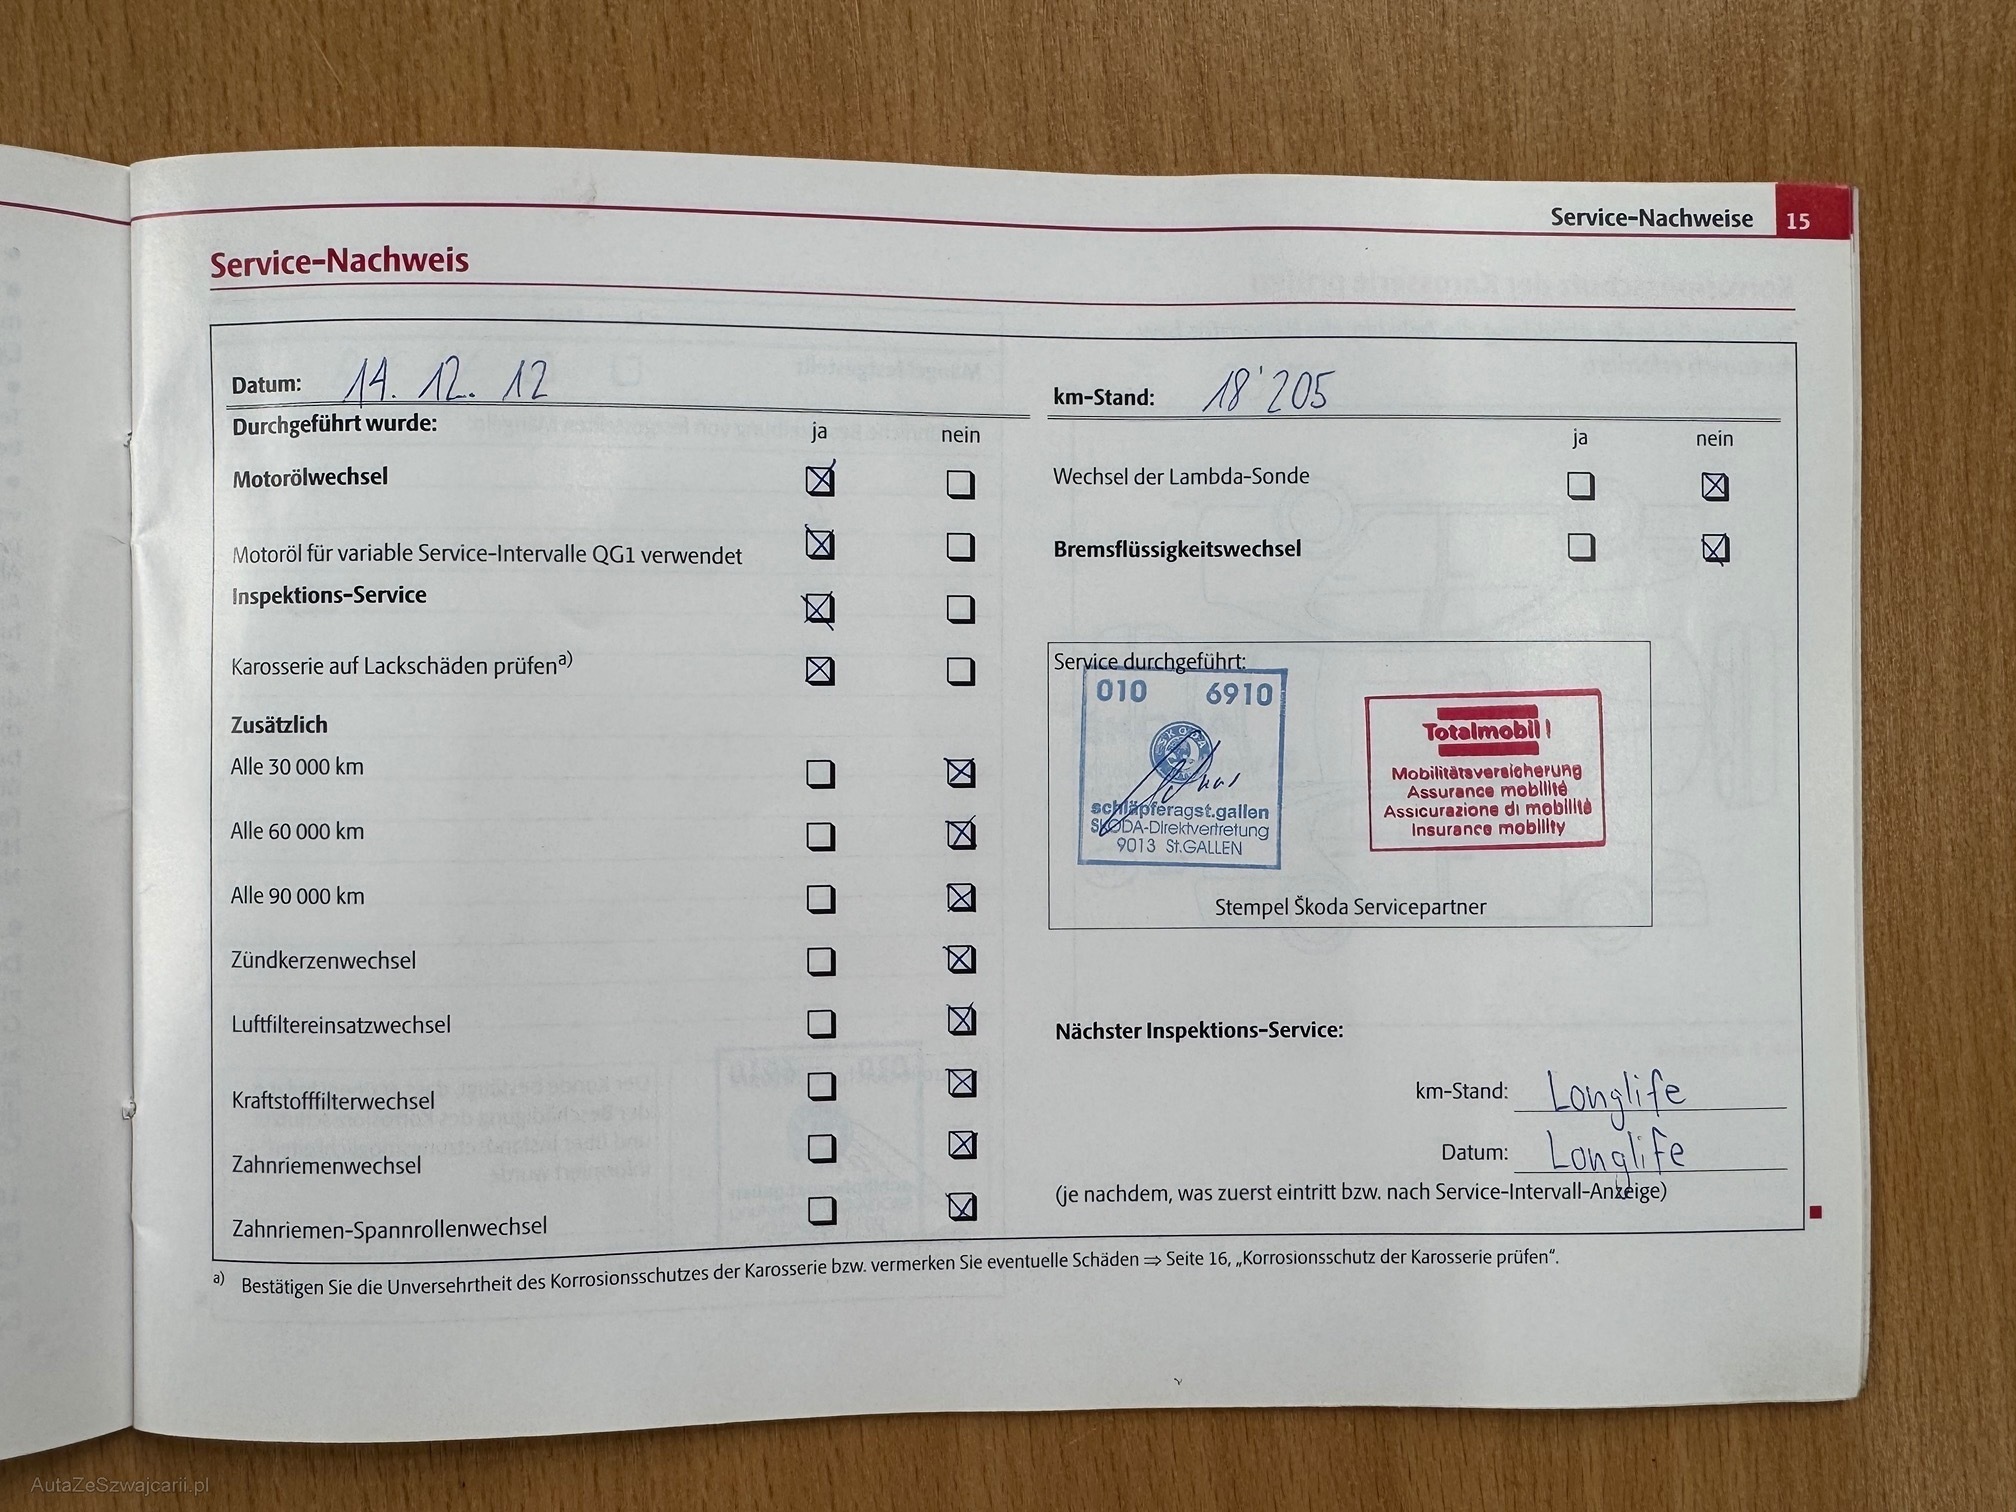 Service-Nachweise 15
Service-Nachweis
Datum: 14. 12. 12
km-Stand: 18'205
Durchgeführt wurde: ja nein
ja nein
Motorölwechsel
Wechsel der Lambda-Sonde
Motoröl für variable Service-Intervalle QG1 verwendet
Bremsflüssigkeitswechsel
Inspektions-Service
Karosserie auf Lackschäden prüfen a)
Zusätzlich
Alle 30 000 km
Alle 60 000 km
Alle 90 000 km
Zündkerzenwechsel
Luftfiltereinsatzwechsel
Kraftstofffilterwechsel
Zahnriemenwechsel
Zahnriemen-Spannrollenwechsel
Service durchgeführt:
010 6910
SKODA
schläpferagst.gallen
SKODA-Direktvertretung
9013 St.GALLEN
Totalmobil!
Mobilitätsversicherung
Assurance mobilité
Assicurazione di mobilité
Insurance mobility
Stempel Škoda Servicepartner
Nächster Inspektions-Service:
km-Stand: Longlife
Datum: Longlife
(je nachdem, was zuerst eintritt bzw. nach Service-Intervall-Anzeige)
a) Bestätigen Sie die Unversehrtheit des Korrosionsschutzes der Karosserie bzw. vermerken Sie eventuelle Schäden ⇒ Seite 16, „Korrosionsschutz der Karosserie prüfen“.
AutaZeSzwajcarii.pl